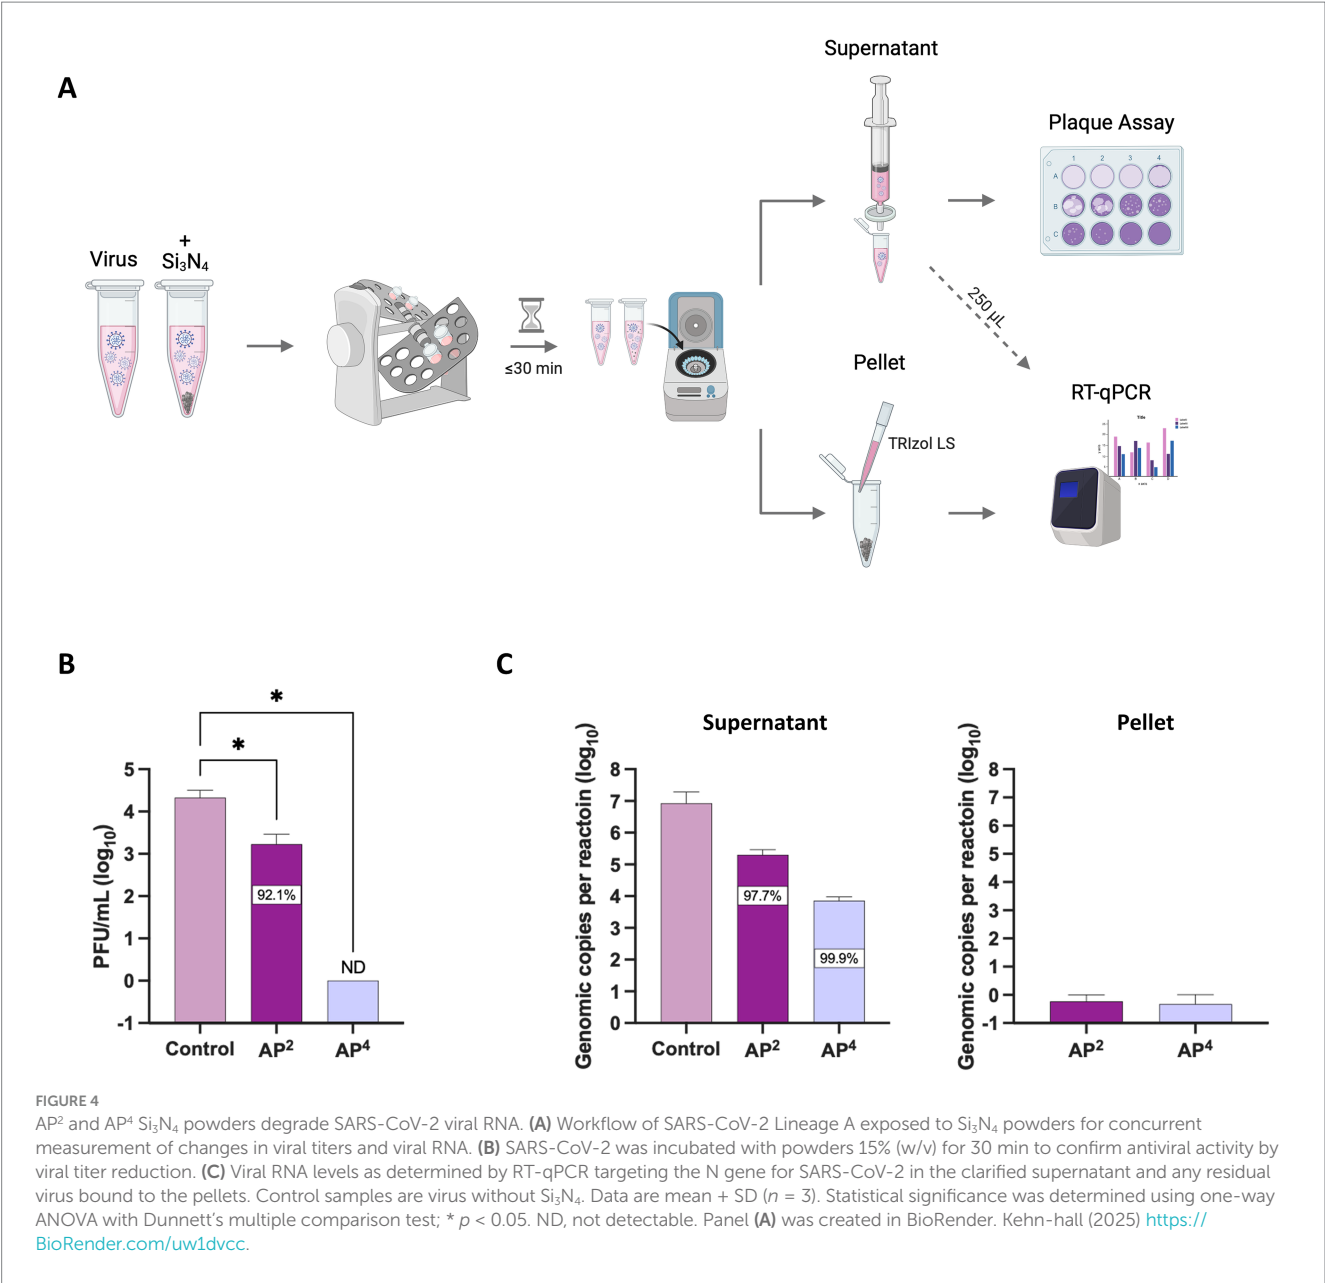 A
Supernatant
Plaque Assay
1 2 3 4
A
B
C
Virus
+
Si₃N₄
≤30 min
250 µL
Pellet
TRIzol LS
RT-qPCR
Title
B
*
*
PFU/mL (log₁₀)
5
4
3
2
1
0
-1
92.1%
ND
Control AP² AP⁴
C
Supernatant
Genomic copies per reactoin (log₁₀)
8
7
6
5
4
3
2
1
0
97.7%
99.9%
Control AP² AP⁴
Pellet
Genomic copies per reactoin (log₁₀)
8
7
6
5
4
3
2
1
0
-1
AP² AP⁴
FIGURE 4
AP² and AP⁴ Si₃N₄ powders degrade SARS-CoV-2 viral RNA. (A) Workflow of SARS-CoV-2 Lineage A exposed to Si₃N₄ powders for concurrent
measurement of changes in viral titers and viral RNA. (B) SARS-CoV-2 was incubated with powders 15% (w/v) for 30 min to confirm antiviral activity by
viral titer reduction. (C) Viral RNA levels as determined by RT-qPCR targeting the N gene for SARS-CoV-2 in the clarified supernatant and any residual
virus bound to the pellets. Control samples are virus without Si₃N₄. Data are mean + SD (n = 3). Statistical significance was determined using one-way
ANOVA with Dunnett's multiple comparison test; * p < 0.05. ND, not detectable. Panel (A) was created in BioRender. Kehn-hall (2025) https://
BioRender.com/uw1dvcc.